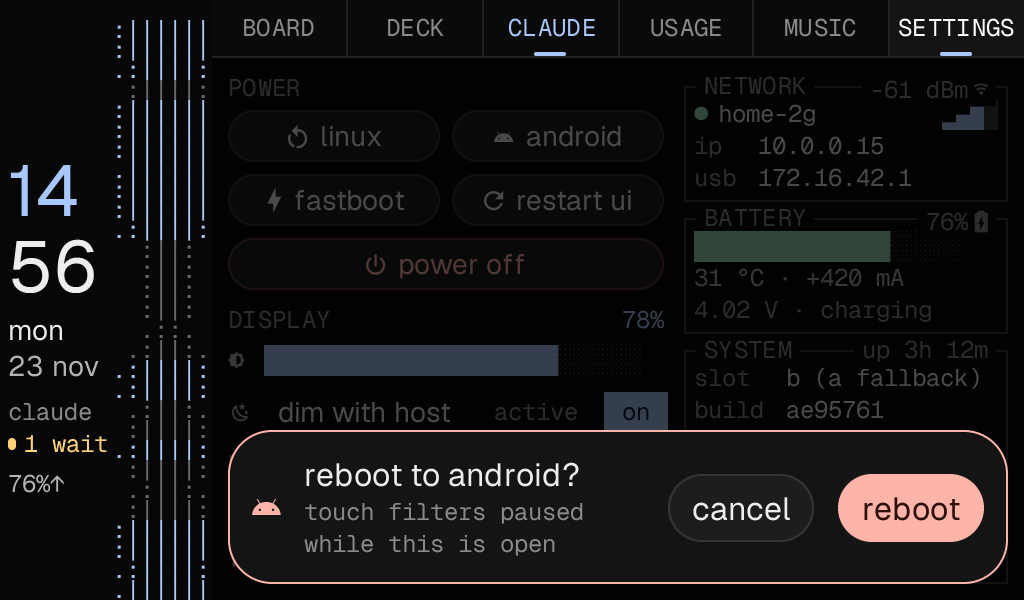 BOARD
DECK
CLAUDE
USAGE
MUSIC
SETTINGS
14
56
mon
23 nov
claude
1 wait
76%↑
POWER
linux
android
fastboot
restart ui
power off
DISPLAY
78%
dim with host
active
on
NETWORK
-61 dBm
home-2g
ip 10.0.0.15
usb 172.16.42.1
BATTERY
76%
31 °C · +420 mA
4.02 V · charging
SYSTEM
up 3h 12m
slot b (a fallback)
build ae95761
reboot to android?
touch filters paused
while this is open
cancel
reboot